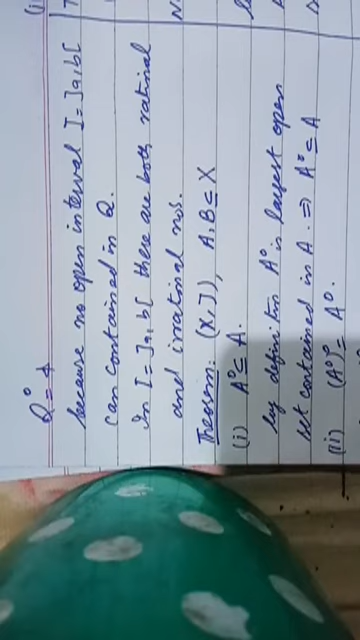 Q° = ϕ
because no open interval I = ]a,b[
can contained in Q.
In I = ]a,b[ there are both rational
and irrational nos.
Theorem: (X, J), A,B ⊆ X
(i) A° ⊆ A.
by definition A° is largest open
set contained in A. ⇒ A° ⊆ A
(ii) (A°)° = A°.